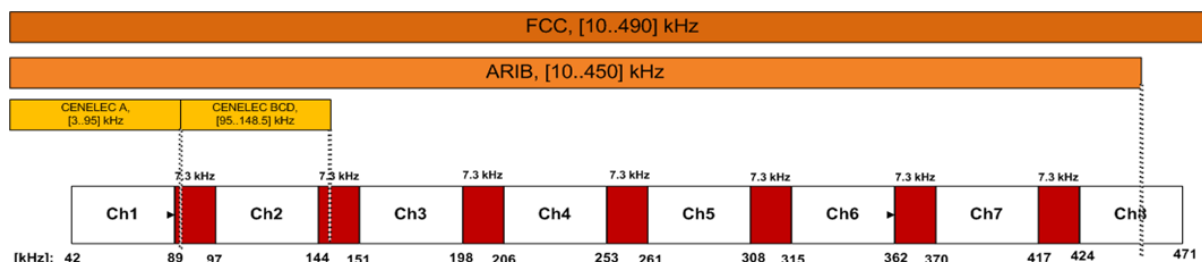 FCC, [10..490] kHz
ARIB, [10..450] kHz
CENELEC A, CENELEC BCD,
[3..95] kHz [95..148.5] kHz
7.3 kHz 7.3 kHz 7.3 kHz 7.3 kHz 7.3 kHz 7.3 kHz 7.3 kHz
Ch1 Ch2 Ch3 Ch4 Ch5 Ch6 Ch7 Ch8
[kHz]: 42 89 97 144 151 198 206 253 261 308 315 362 370 417 424 471